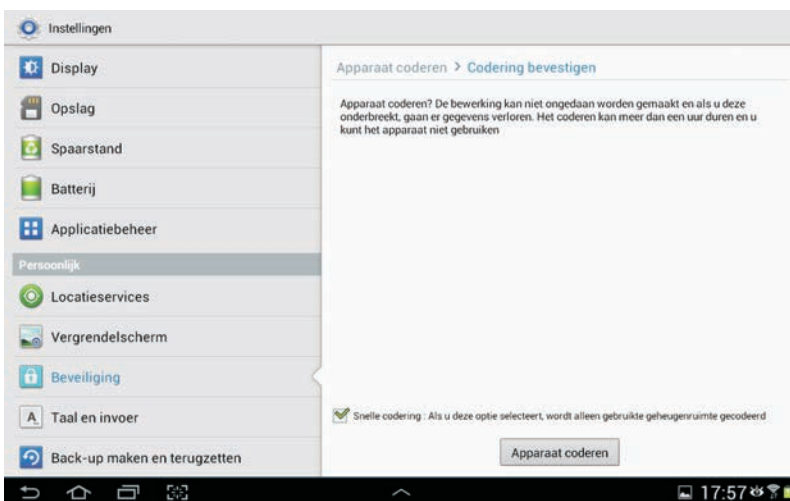 Instellingen
Display
Opslag
Spaarstand
Batterij
Applicatiebeheer
Persoonlijk
Locatieservices
Vergrendelscherm
Beveiliging
Taal en invoer
Back-up maken en terugzetten
Apparaat coderen > Codering bevestigen
Apparaat coderen? De bewerking kan niet ongedaan worden gemaakt en als u deze
onderbreekt, gaan er gegevens verloren. Het coderen kan meer dan een uur duren en u
kunt het apparaat niet gebruiken
Snelle codering : Als u deze optie selecteert, wordt alleen gebruikte geheugenruimte gecodeerd
Apparaat coderen
17:57